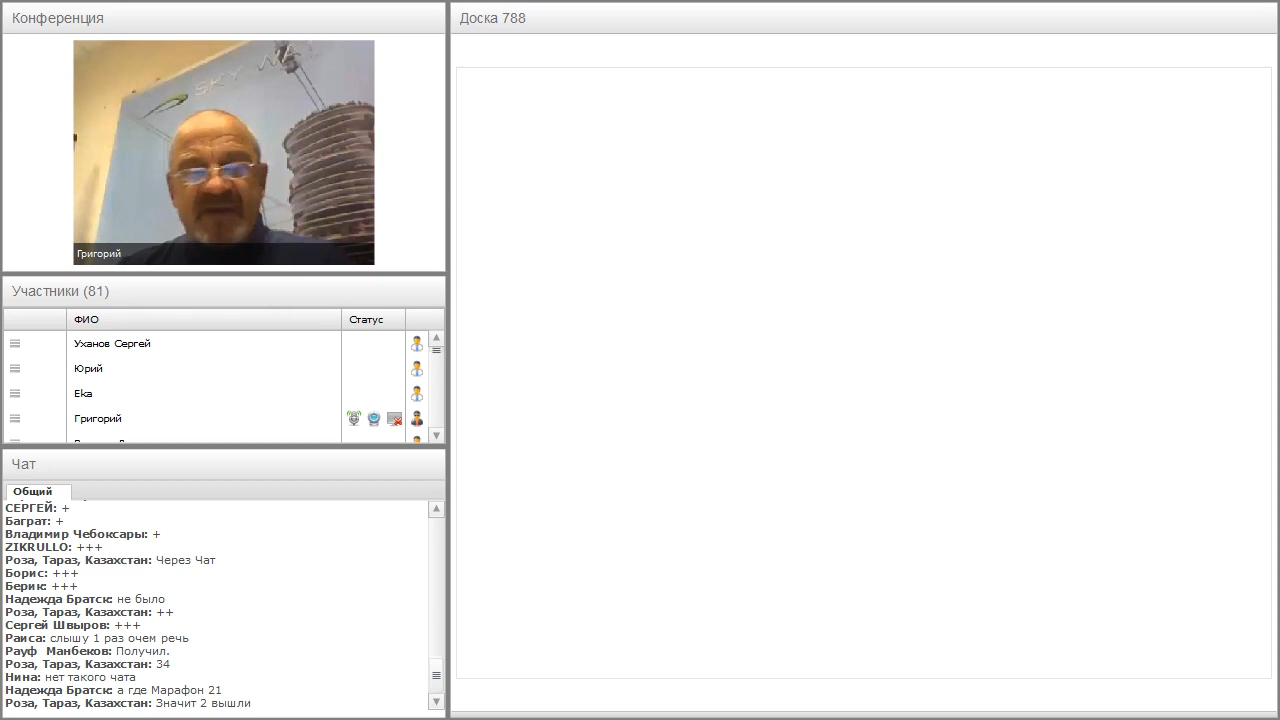 Конференция
SKY WAY
Григорий
Участники (81)
ФИО Статус
Уханов Сергей
Юрий
Eka
Григорий
Чат
Общий
СЕРГЕЙ: +
Баграт: +
Владимир Чебоксары: +
ZIKRULLO: +++
Роза, Тараз, Казахстан: Через Чат
Борис: +++
Берик: +++
Надежда Братск: не было
Роза, Тараз, Казахстан: ++
Сергей Швыров: +++
Раиса: слышу 1 раз очем речь
Рауф Манбеков: Получил.
Роза, Тараз, Казахстан: 34
Нина: нет такого чата
Надежда Братск: а где Марафон 21
Роза, Тараз, Казахстан: Значит 2 вышли
Доска 788